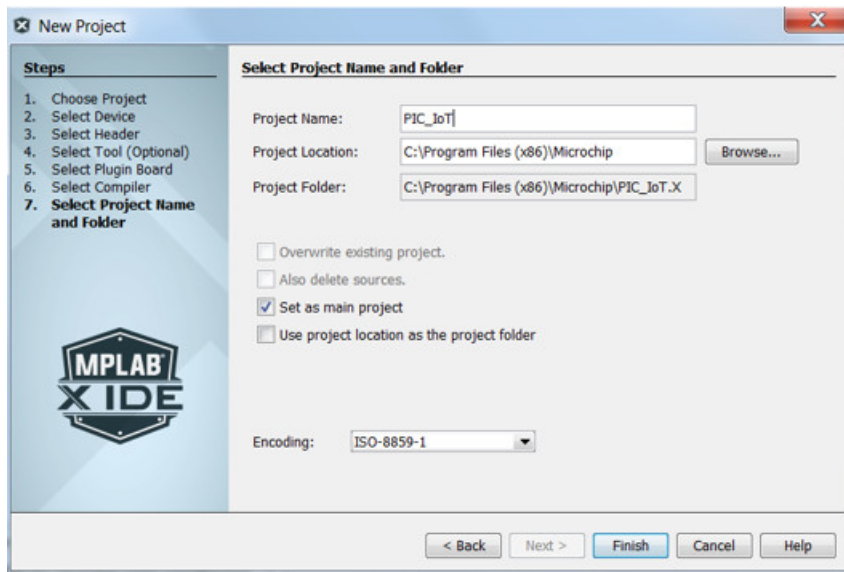 New Project
Steps
1. Choose Project
2. Select Device
3. Select Header
4. Select Tool (Optional)
5. Select Plugin Board
6. Select Compiler
7. Select Project Name
and Folder
MPLAB
X IDE
Select Project Name and Folder
Project Name: PIC_IoT
Project Location: C:\Program Files (x86)\Microchip Browse...
Project Folder: C:\Program Files (x86)\Microchip\PIC_IoT.X
Overwrite existing project.
Also delete sources.
Set as main project
Use project location as the project folder
Encoding: ISO-8859-1
< Back Next > Finish Cancel Help